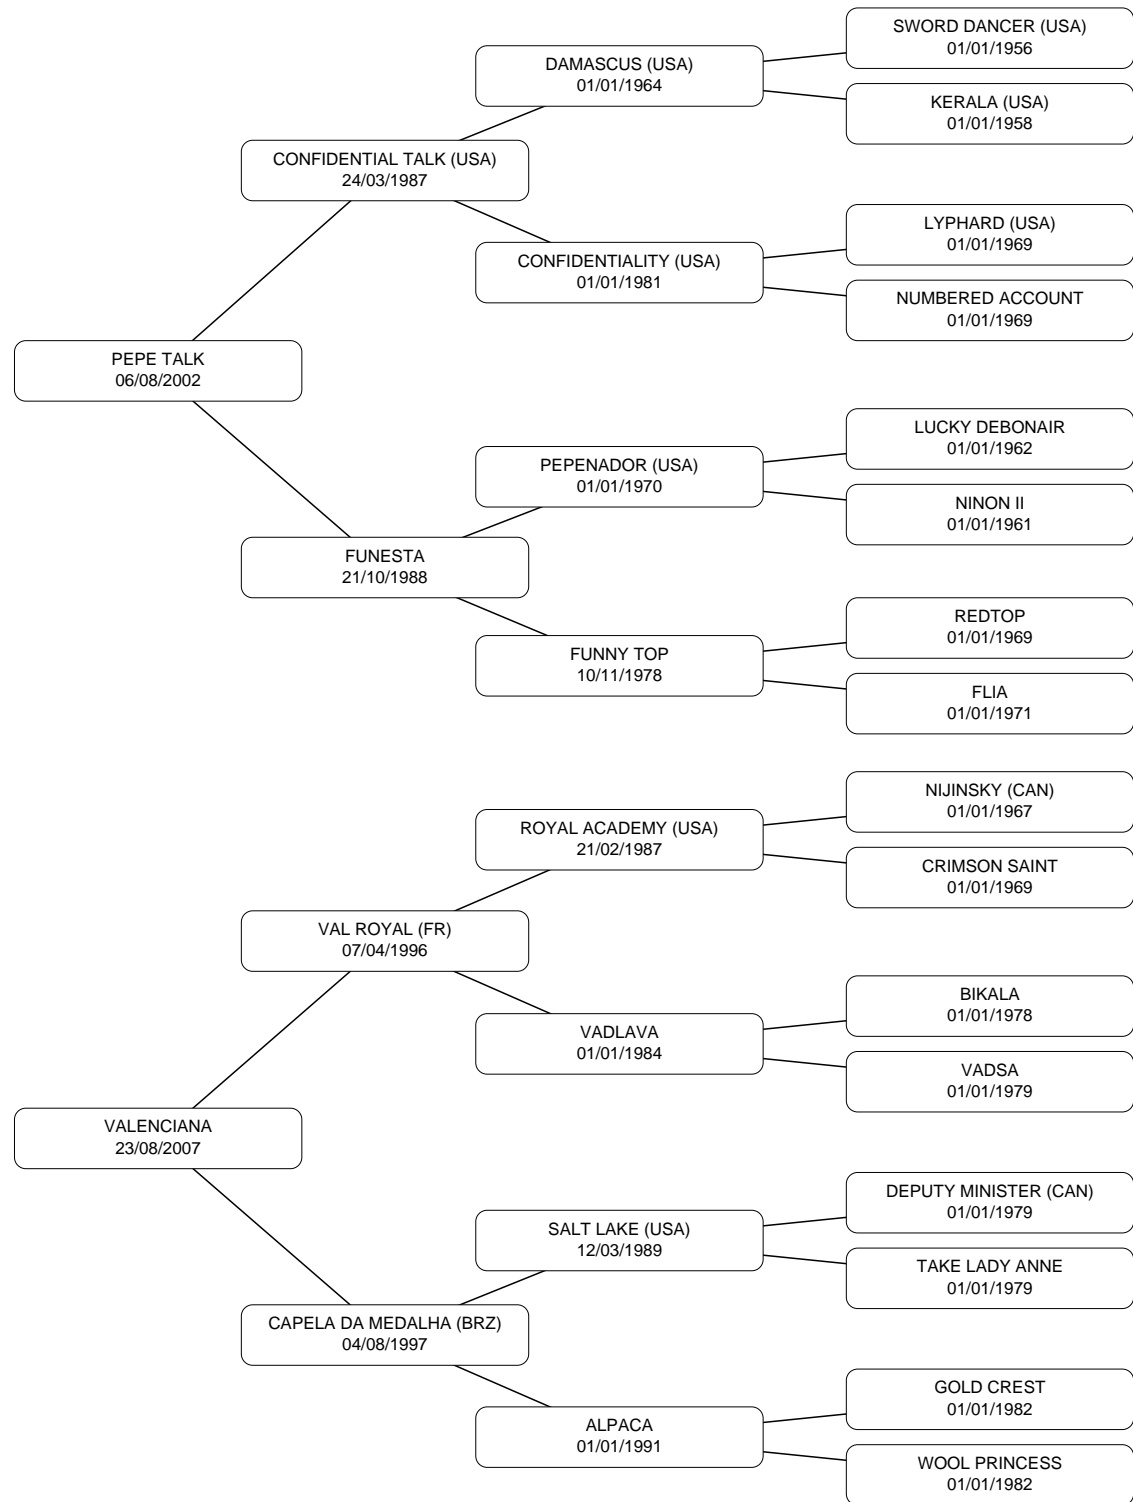 SWORD DANCER (USA)
01/01/1956
DAMASCUS (USA)
01/01/1964
KERALA (USA)
01/01/1958
CONFIDENTIAL TALK (USA)
24/03/1987
LYPHARD (USA)
01/01/1969
CONFIDENTIALITY (USA)
01/01/1981
NUMBERED ACCOUNT
01/01/1969
PEPE TALK
06/08/2002
LUCKY DEBONAIR
01/01/1962
PEPENADOR (USA)
01/01/1970
NINON II
01/01/1961
FUNESTA
21/10/1988
REDTOP
01/01/1969
FUNNY TOP
10/11/1978
FLIA
01/01/1971
NIJINSKY (CAN)
01/01/1967
ROYAL ACADEMY (USA)
21/02/1987
CRIMSON SAINT
01/01/1969
VAL ROYAL (FR)
07/04/1996
BIKALA
01/01/1978
VADLAVA
01/01/1984
VADSA
01/01/1979
VALENCIANA
23/08/2007
DEPUTY MINISTER (CAN)
01/01/1979
SALT LAKE (USA)
12/03/1989
TAKE LADY ANNE
01/01/1979
CAPELA DA MEDALHA (BRZ)
04/08/1997
GOLD CREST
01/01/1982
ALPACA
01/01/1991
WOOL PRINCESS
01/01/1982